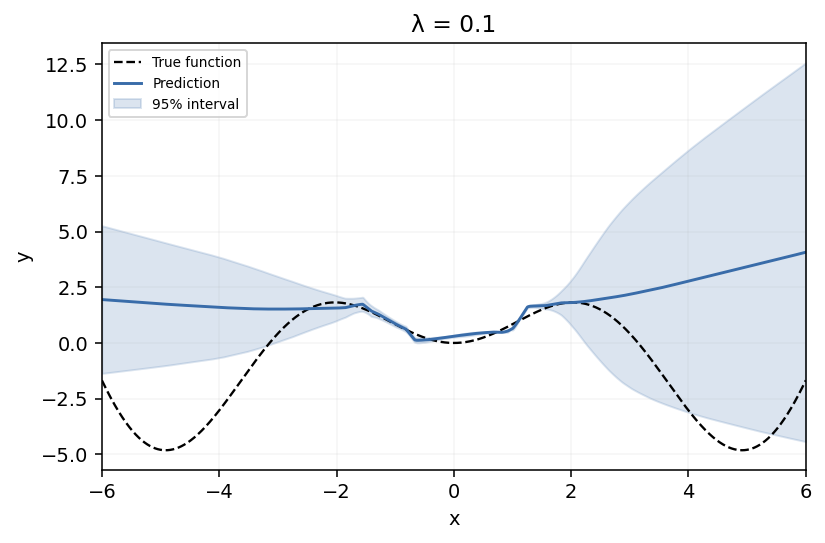 λ = 0.1
True function
Prediction
95% interval
12.5
10.0
7.5
5.0
2.5
0.0
−2.5
−5.0
y
−6 −4 −2 0 2 4 6
x